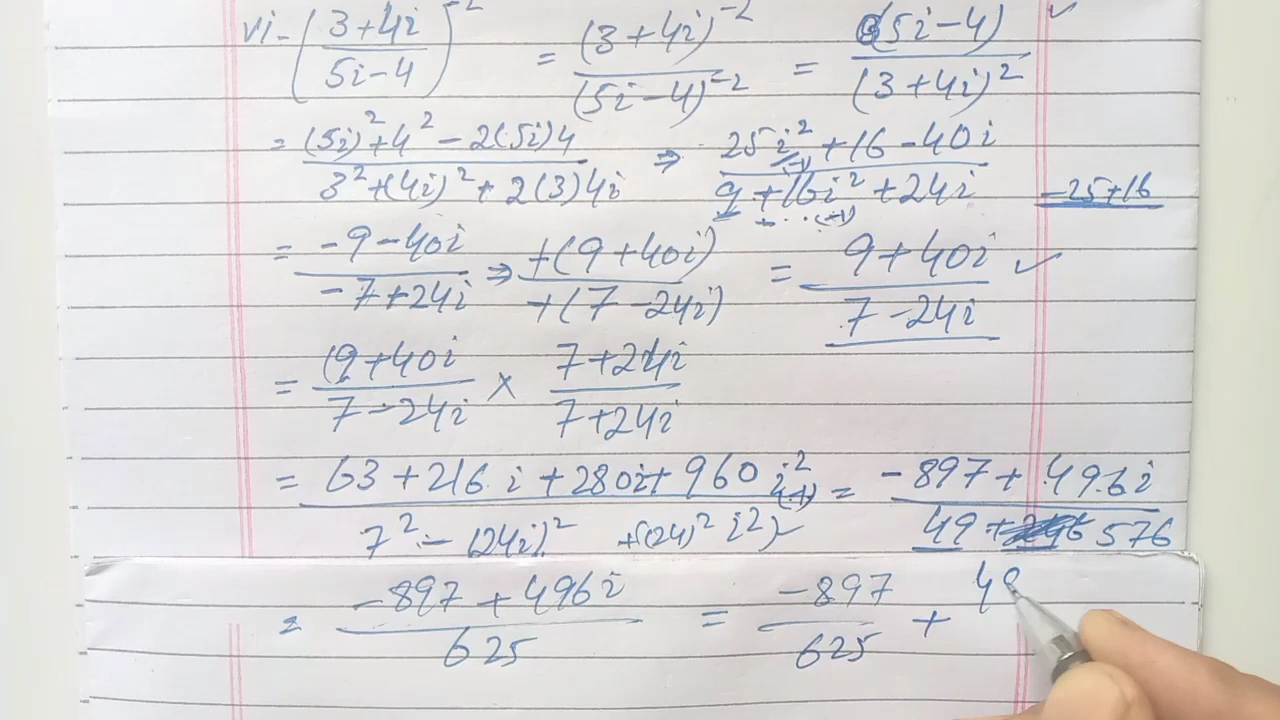 vi- (3+4i / 5i-4)^-2 = (3+4i)^-2 / (5i-4)^-2 = (5i-4) / (3+4i)^2 ✓
= (5i)^2+4^2-2(5i)4 / 3^2+(4i)^2+2(3)4i ⇒ 25i^2+16-40i / 9+16i^2+24i
(-1)
(-1)
-25+16
= -9-40i / -7+24i ⇒ +(9+40i) / +(7-24i) = 9+40i / 7-24i ✓
= (9+40i / 7-24i × 7+24i / 7+24i
= 63+216i+280i+960i^2 / 7^2-(24i)^2 = -897+496i / 49+576
(-1)
= -897+496i / 625 = -897 / 625 + 49